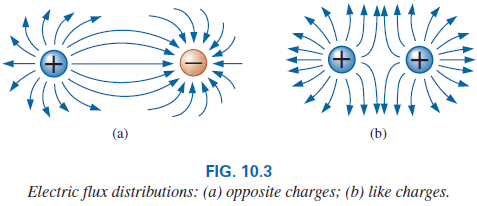 + − + +
(a) (b)
FIG. 10.3
Electric flux distributions: (a) opposite charges; (b) like charges.